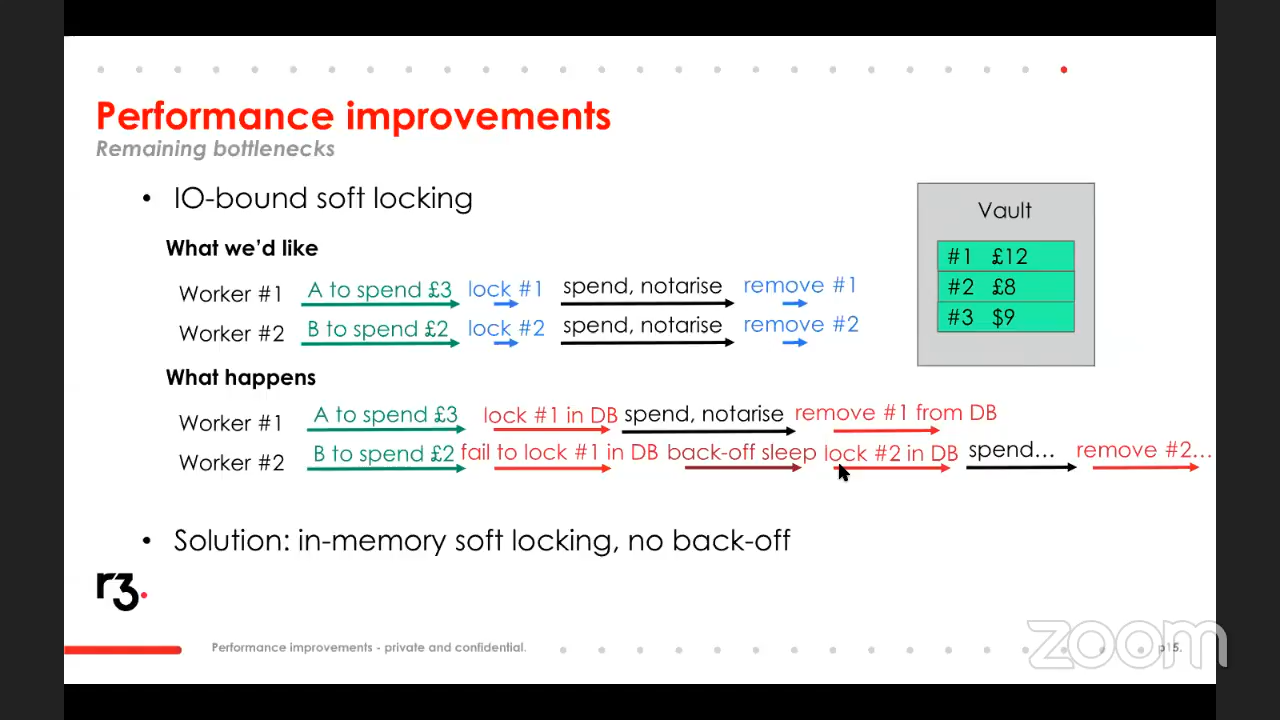 Performance improvements
Remaining bottlenecks
• IO-bound soft locking
What we'd like
Worker #1 A to spend £3 lock #1 spend, notarise remove #1
Worker #2 B to spend £2 lock #2 spend, notarise remove #2
What happens
Worker #1 A to spend £3 lock #1 in DB spend, notarise remove #1 from DB
Worker #2 B to spend £2 fail to lock #1 in DB back-off sleep lock #2 in DB spend… remove #2…
Vault
#1 £12
#2 £8
#3 $9
• Solution: in-memory soft locking, no back-off
r3.
Performance improvements - private and confidential.
p15.
zoom